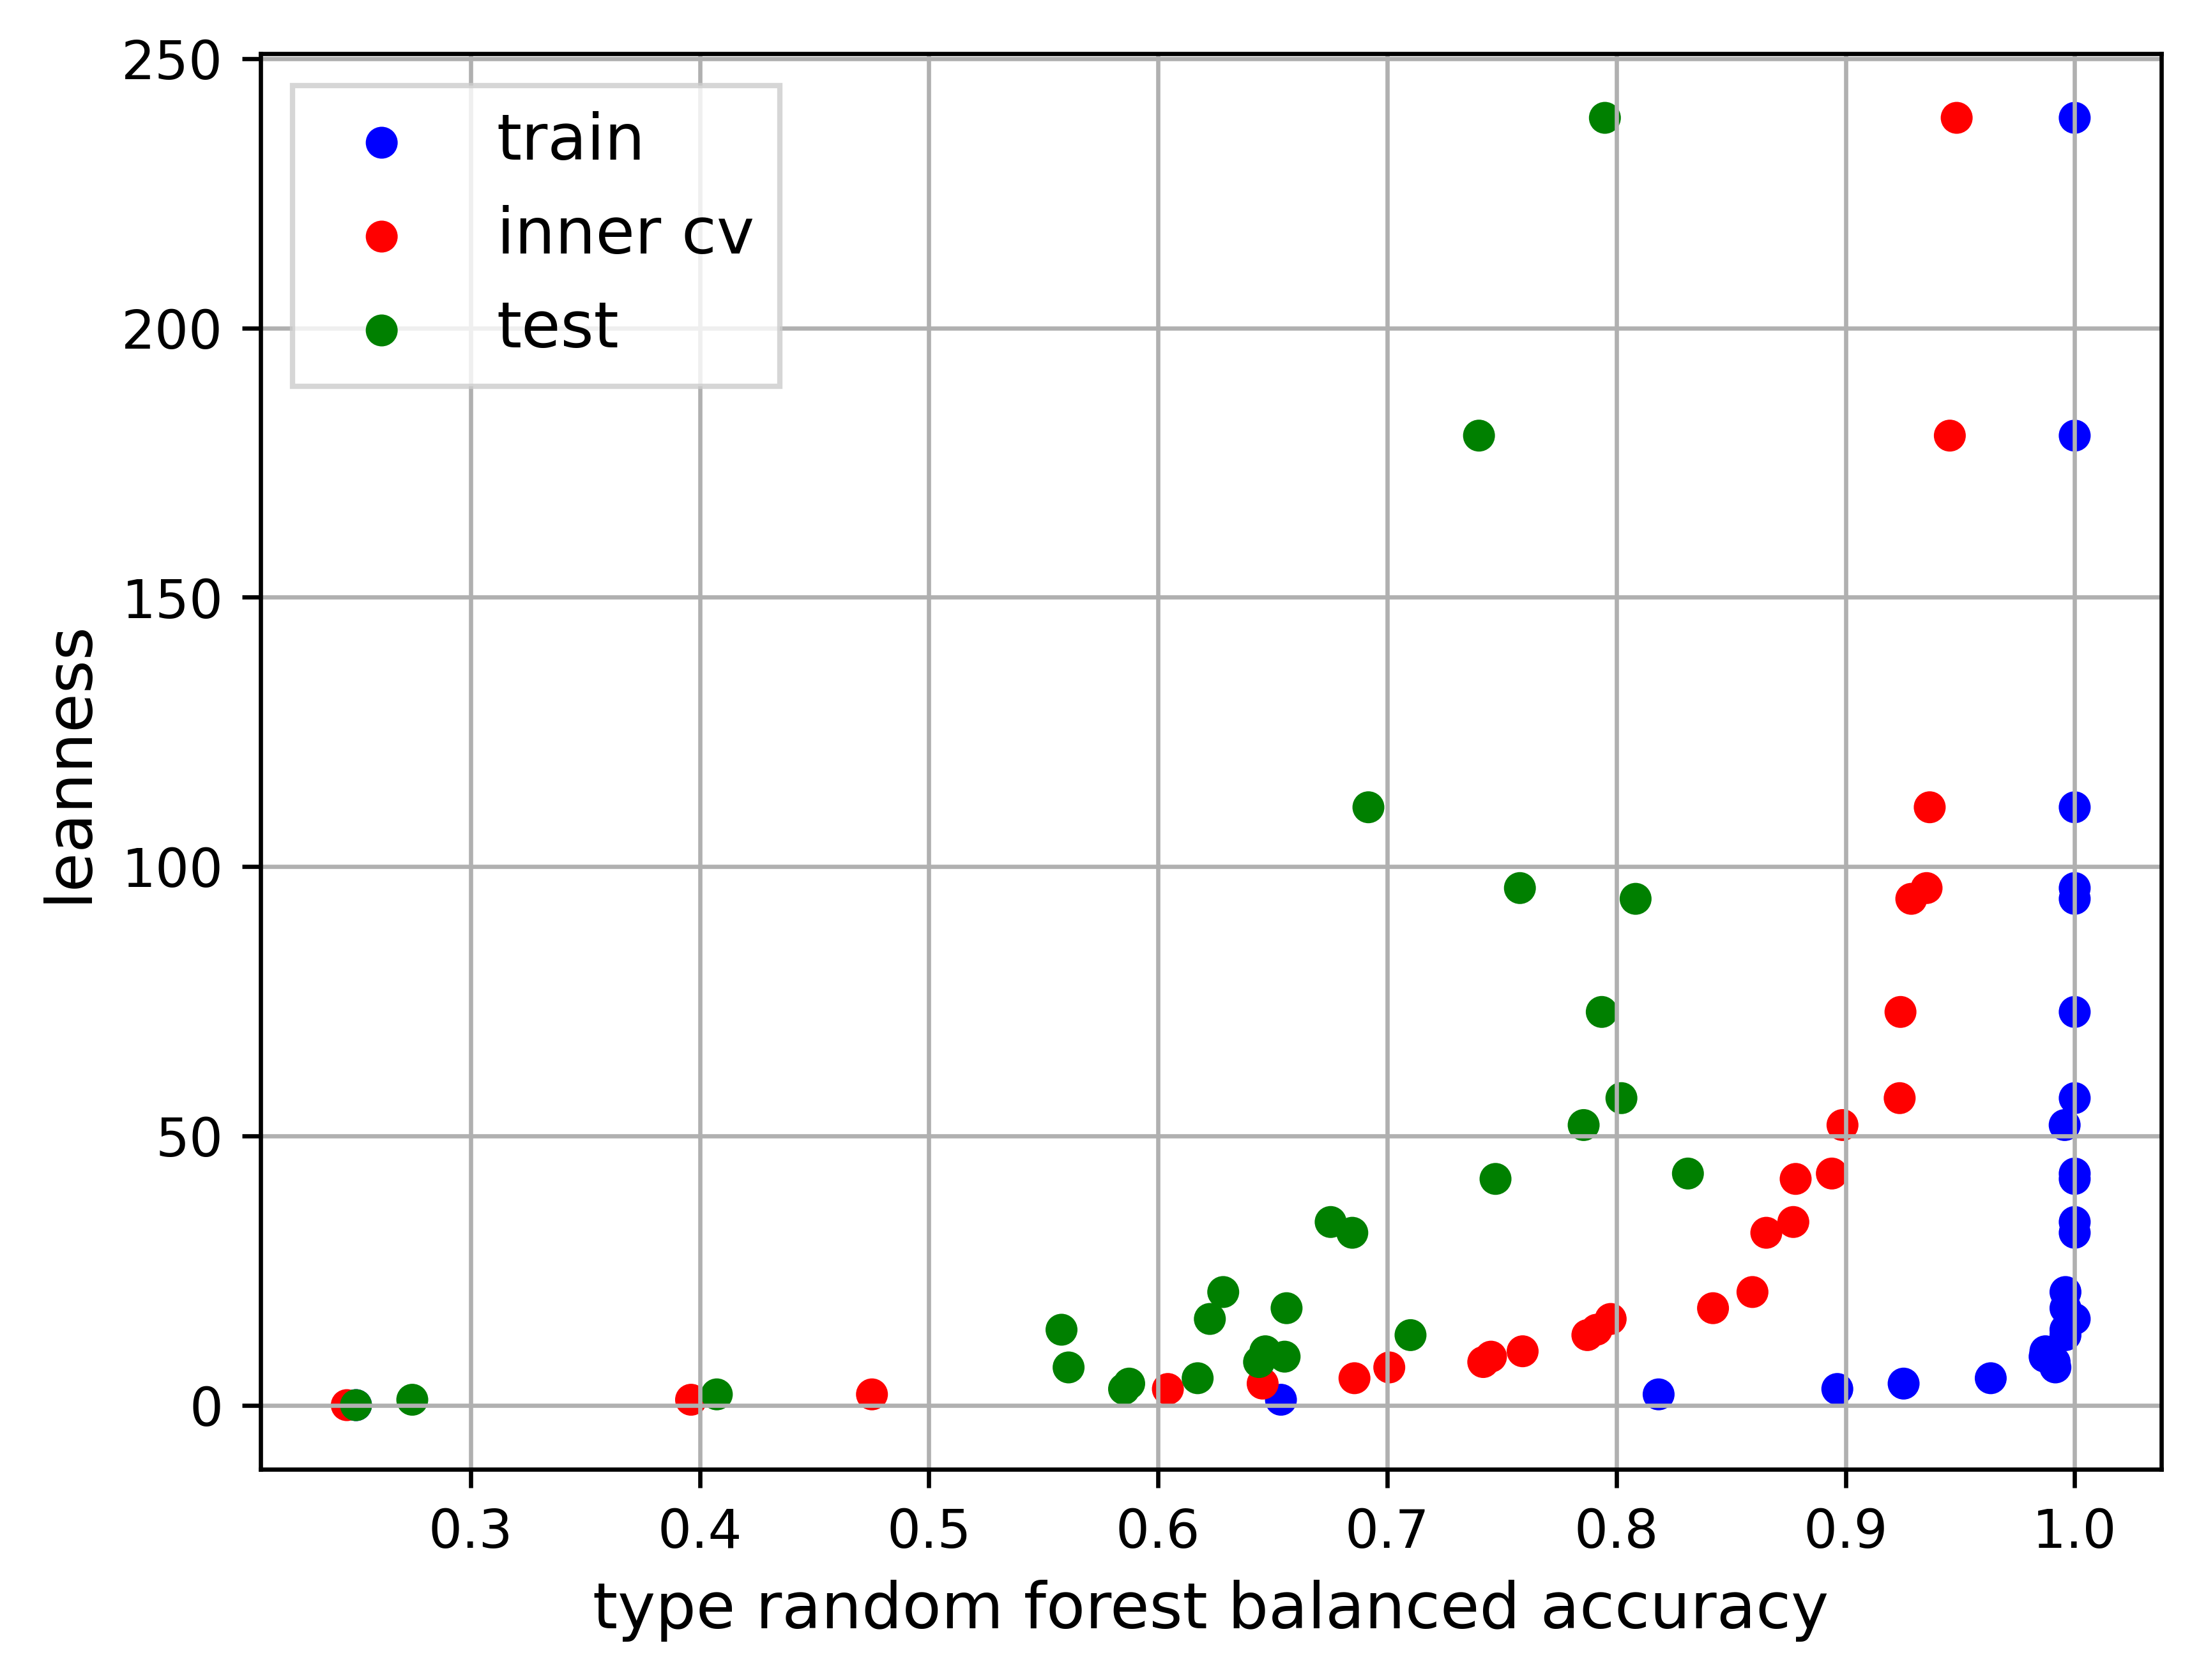 250
200
150
100
50
0
leanness
train
inner cv
test
0.3 0.4 0.5 0.6 0.7 0.8 0.9 1.0
type random forest balanced accuracy